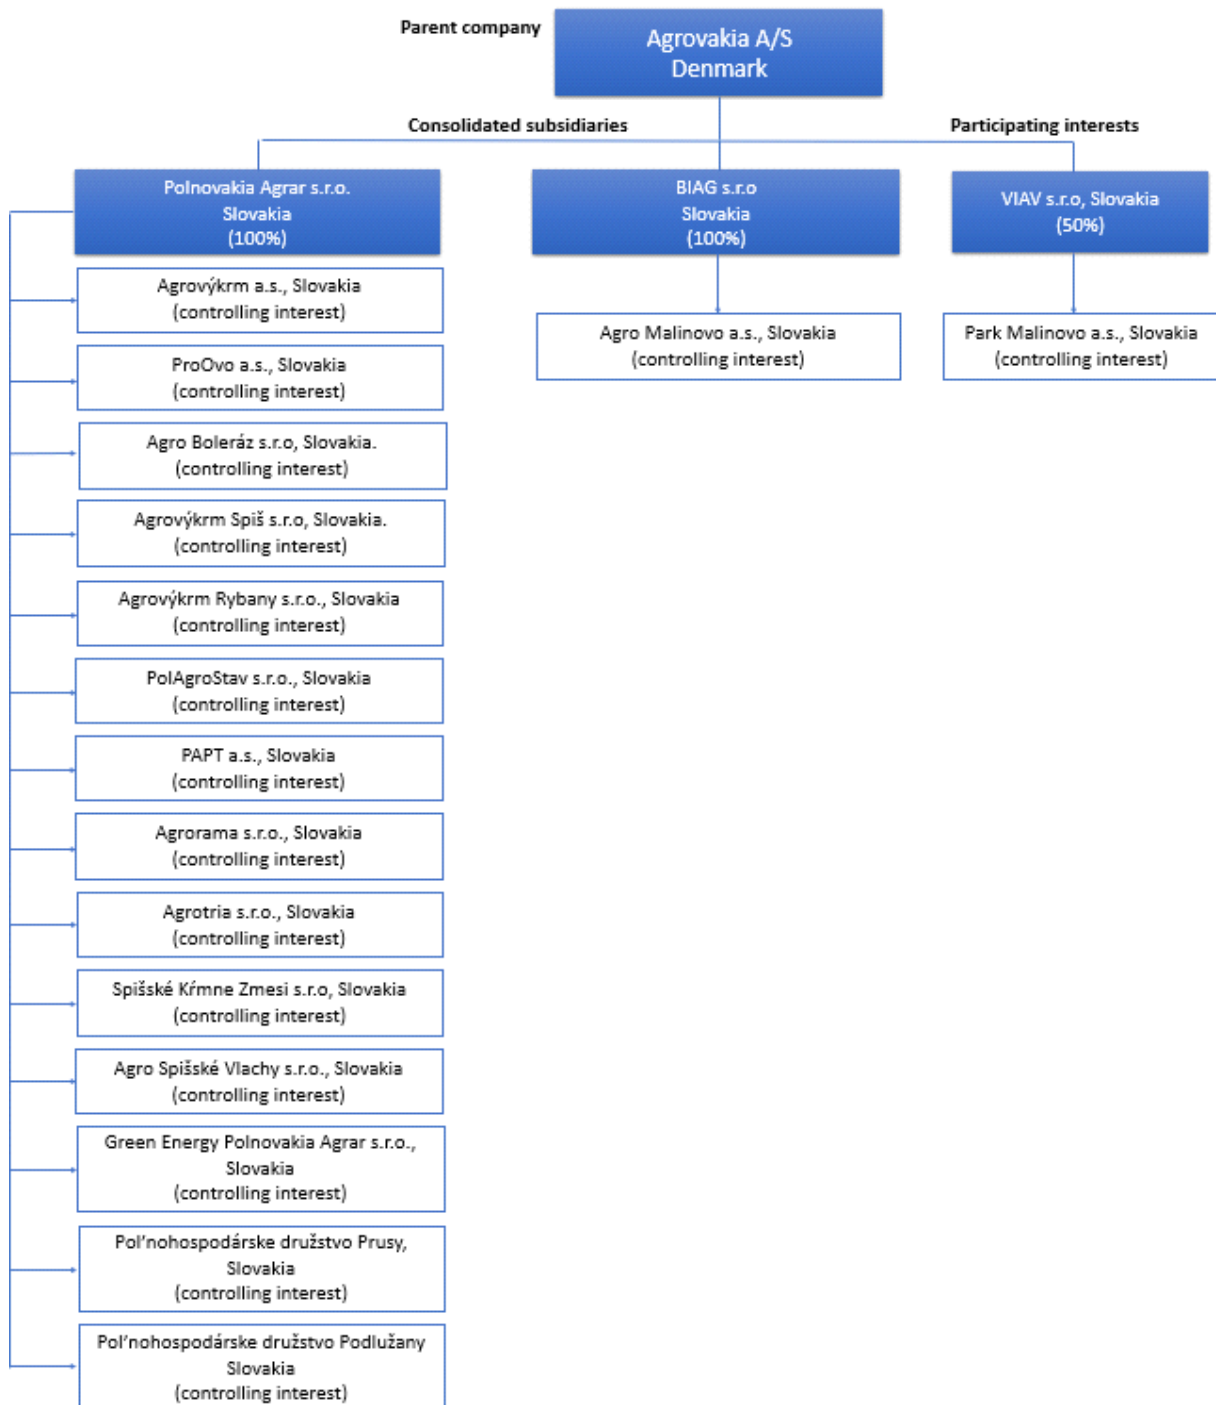 Parent company
Agrovakia A/S
Denmark
Consolidated subsidiaries
Participating interests
Polnovakia Agrar s.r.o.
Slovakia
(100%)
BIAG s.r.o
Slovakia
(100%)
VIAV s.r.o, Slovakia
(50%)
Agrovýkrm a.s., Slovakia
(controlling interest)
ProOvo a.s., Slovakia
(controlling interest)
Agro Boleráz s.r.o, Slovakia.
(controlling interest)
Agrovýkrm Spiš s.r.o, Slovakia.
(controlling interest)
Agrovýkrm Rybany s.r.o., Slovakia
(controlling interest)
PolAgroStav s.r.o., Slovakia
(controlling interest)
PAPT a.s., Slovakia
(controlling interest)
Agrorama s.r.o., Slovakia
(controlling interest)
Agrotria s.r.o., Slovakia
(controlling interest)
Spišské Kŕmne Zmesi s.r.o, Slovakia
(controlling interest)
Agro Spišské Vlachy s.r.o., Slovakia
(controlling interest)
Green Energy Polnovakia Agrar s.r.o.,
Slovakia
(controlling interest)
Pol'nohospodárske družstvo Prusy,
Slovakia
(controlling interest)
Pol'nohospodárske družstvo Podlužany
Slovakia
(controlling interest)
Agro Malinovo a.s., Slovakia
(controlling interest)
Park Malinovo a.s., Slovakia
(controlling interest)